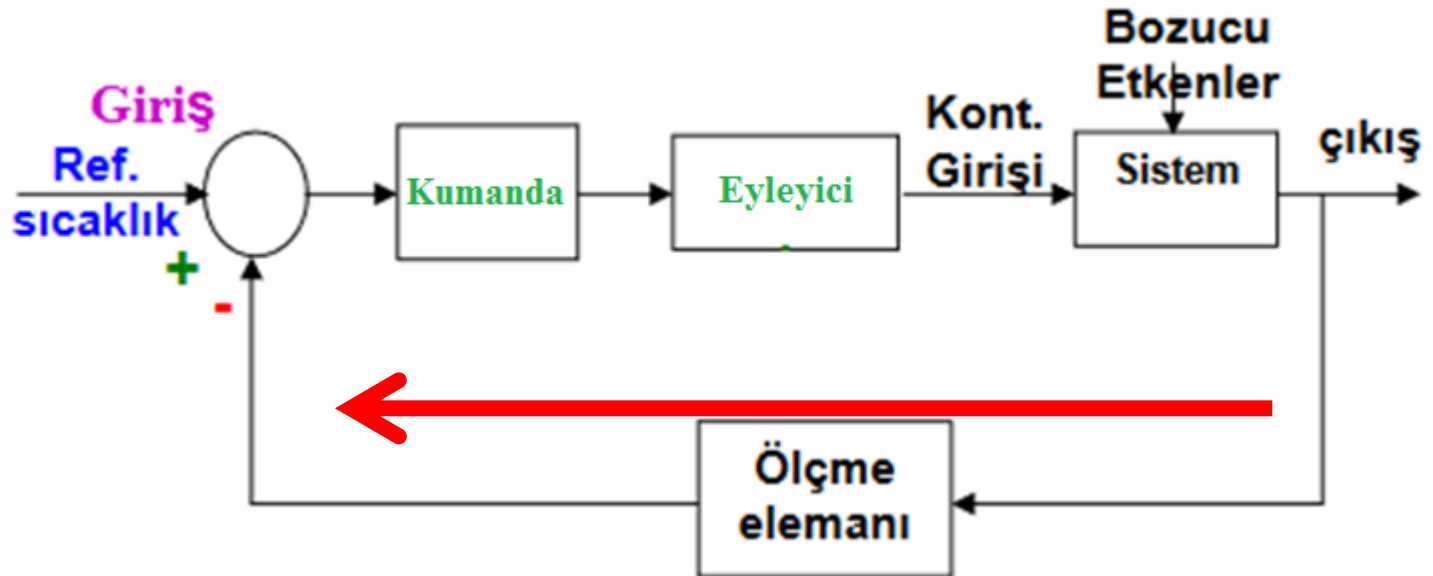 Giriş
Ref.
sıcaklık
+
-
Kumanda
Eyleyici
Kont.
Girişi
Bozucu
Etkenler
Sistem
çıkış
Ölçme
elemanı